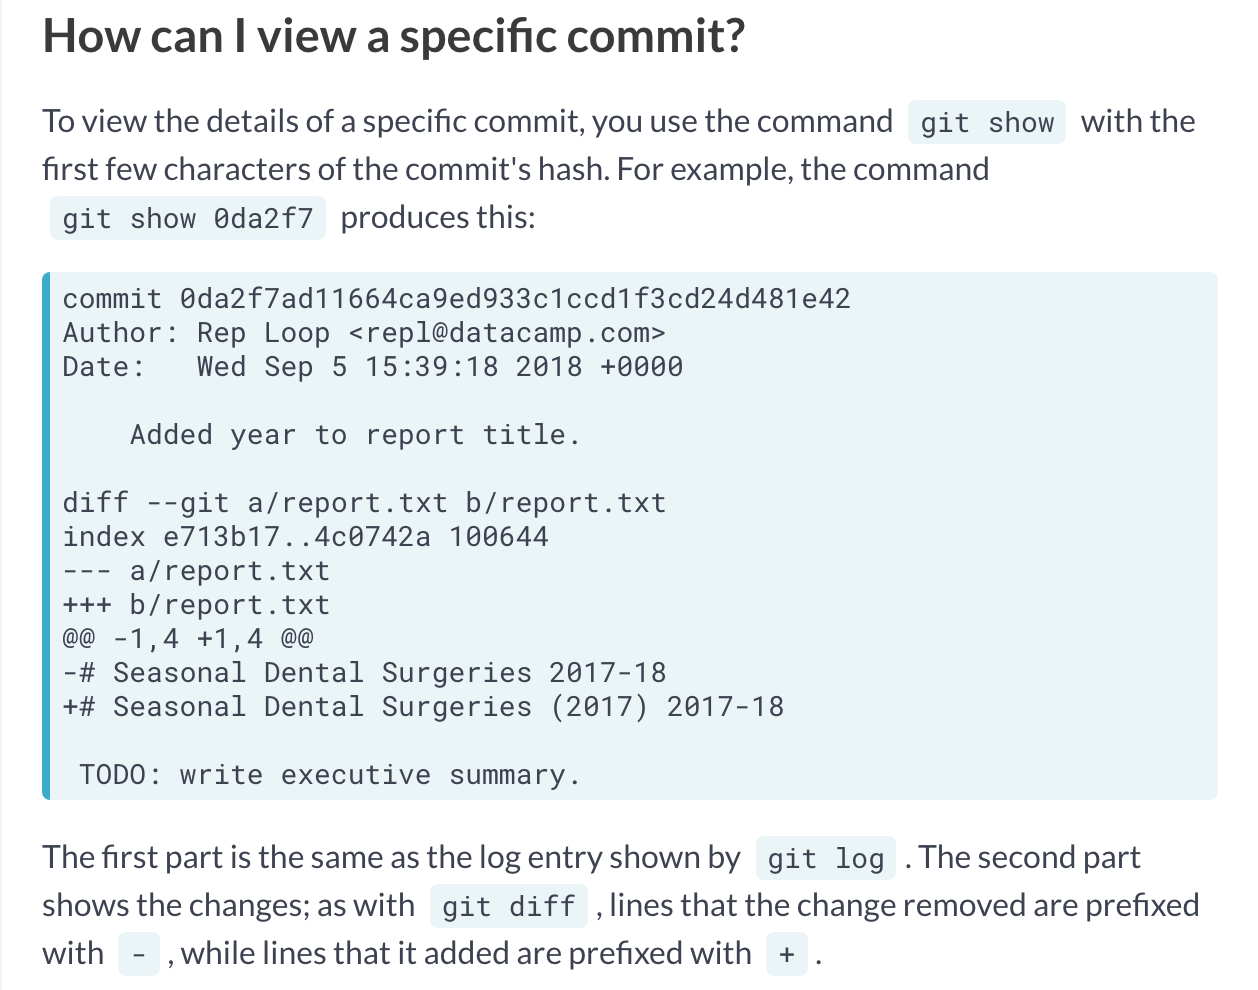 How can I view a specific commit?
To view the details of a specific commit, you use the command git show with the
first few characters of the commit's hash. For example, the command
git show 0da2f7 produces this:
commit 0da2f7ad11664ca9ed933c1ccd1f3cd24d481e42
Author: Rep Loop <repl@datacamp.com>
Date:   Wed Sep 5 15:39:18 2018 +0000
    Added year to report title.
diff --git a/report.txt b/report.txt
index e713b17..4c0742a 100644
--- a/report.txt
+++ b/report.txt
@@ -1,4 +1,4 @@
-# Seasonal Dental Surgeries 2017-18
+# Seasonal Dental Surgeries (2017) 2017-18
 TODO: write executive summary.
The first part is the same as the log entry shown by git log . The second part
shows the changes; as with git diff , lines that the change removed are prefixed
with - , while lines that it added are prefixed with + .